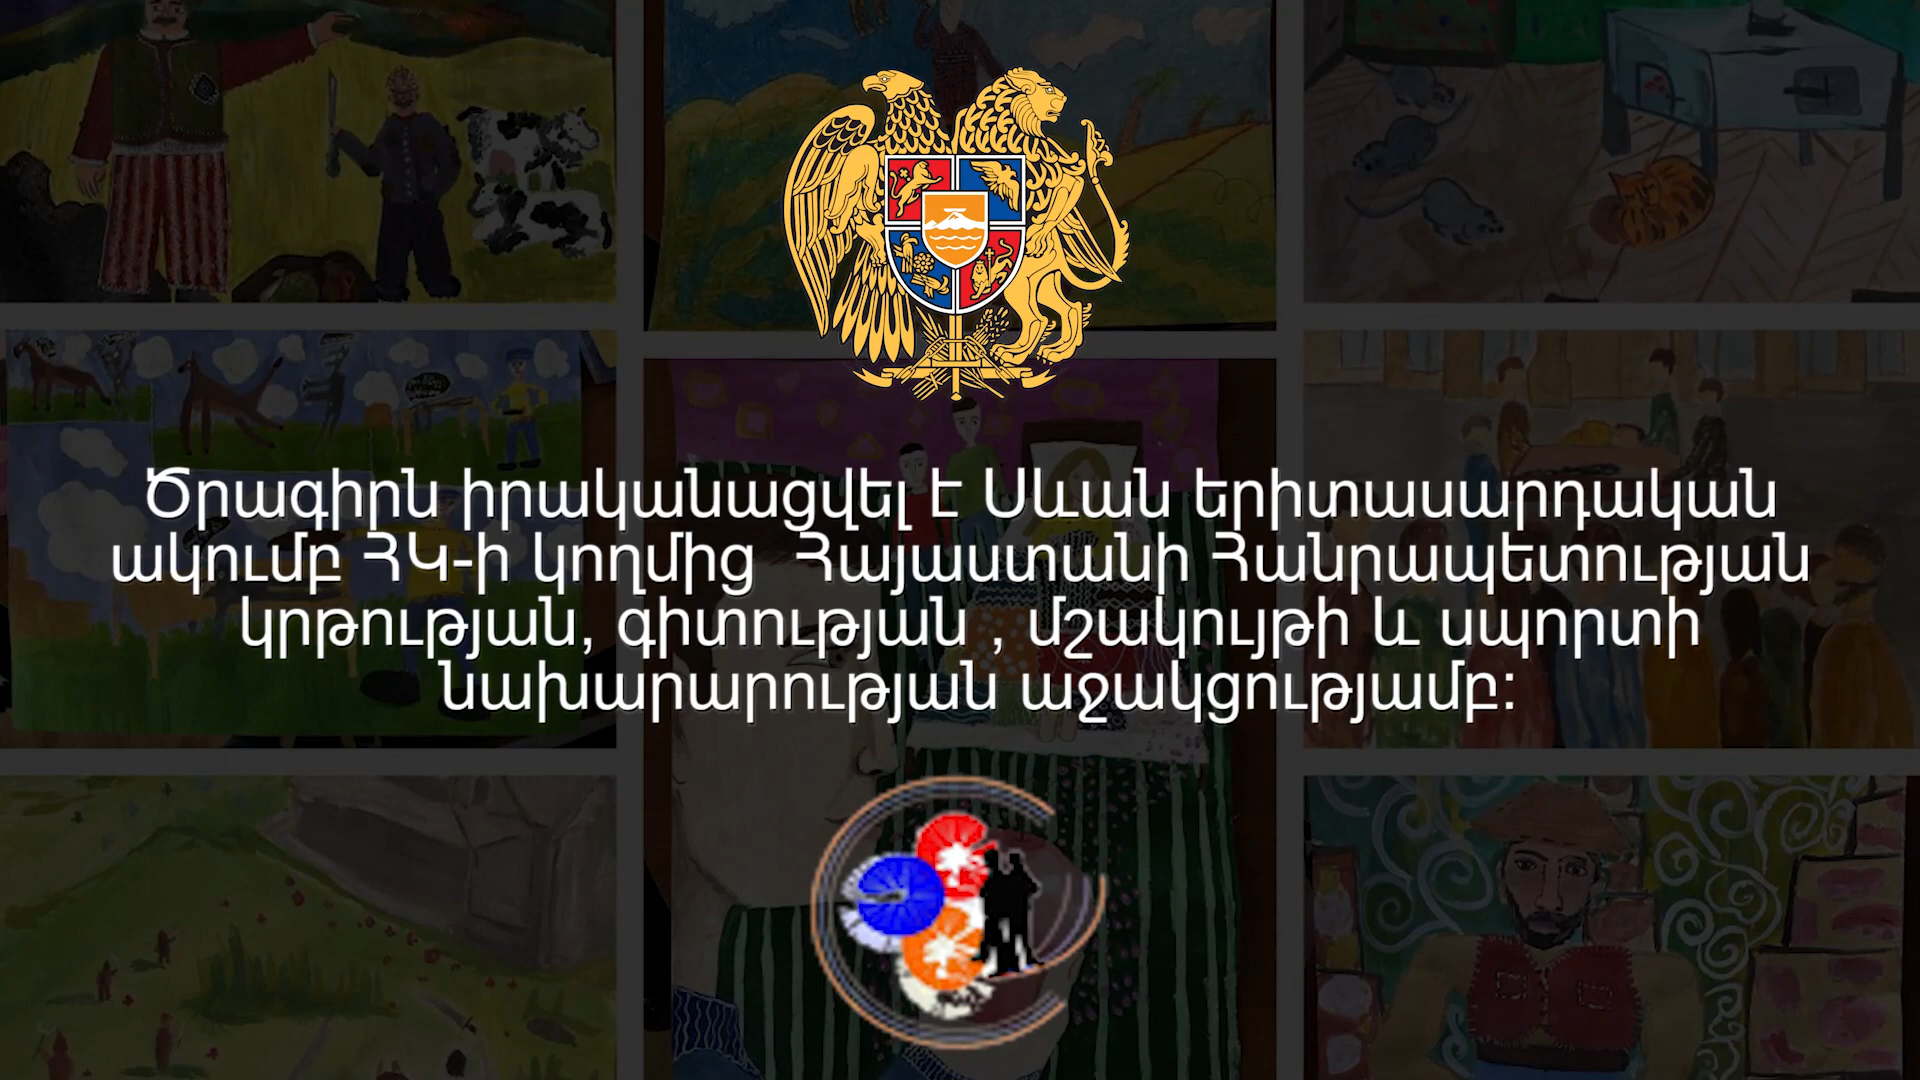 Ծրագիրն իրականացվել է Սևան երիտասարդական
ակումբ ՀԿ-ի կողմից  Հայաստանի Հանրապետության
կրթության, գիտության , մշակույթի և սպորտի
նախարարության աջակցությամբ: